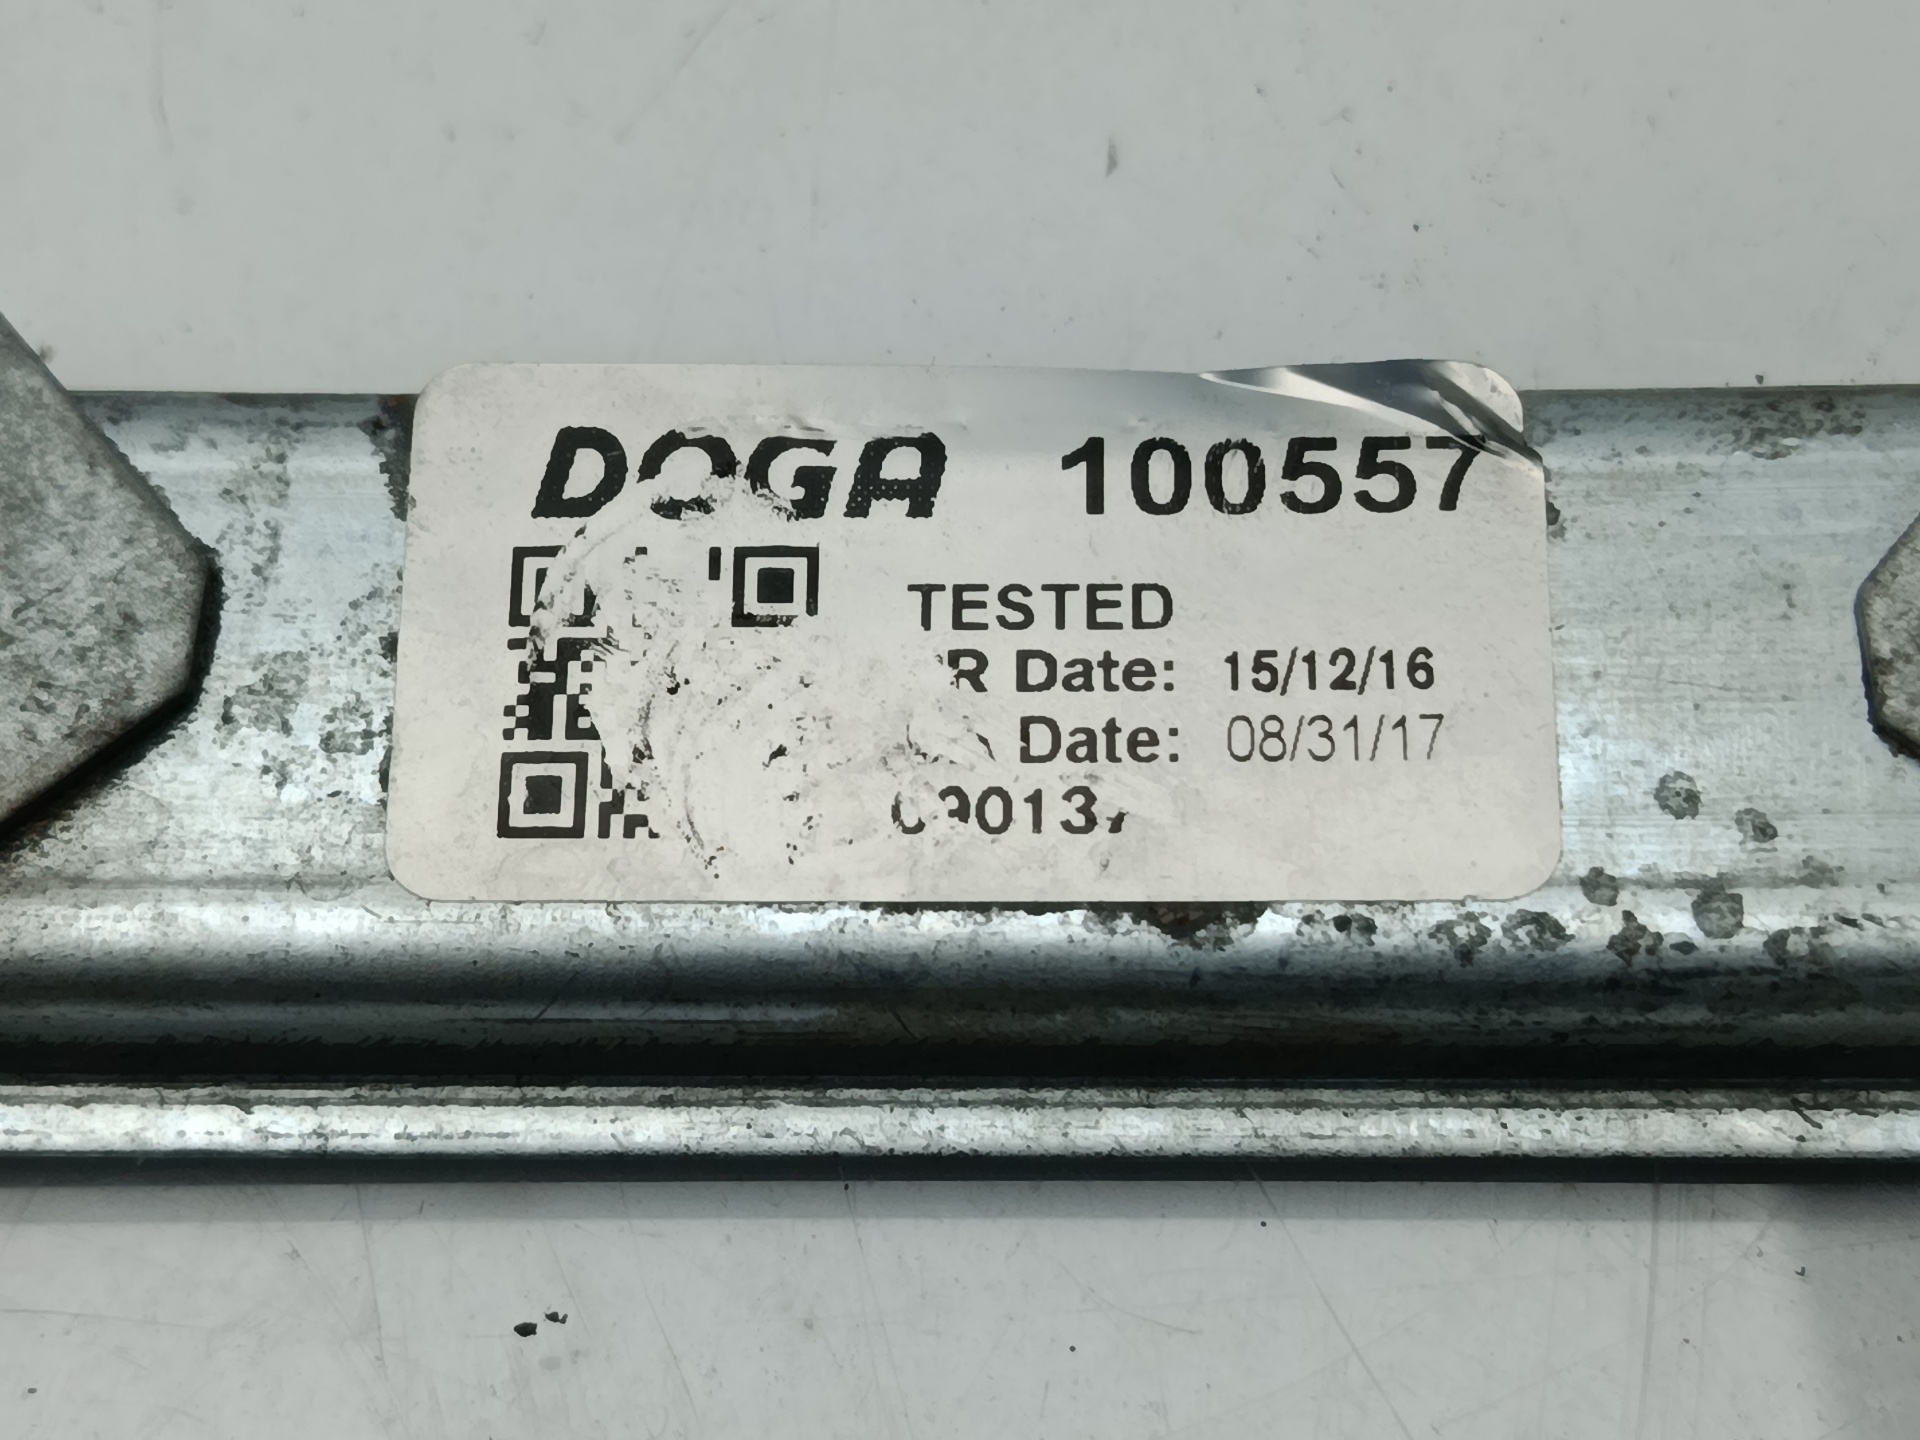 DOGA 100557
TESTED
Date: 15/12/16
Date: 08/31/17